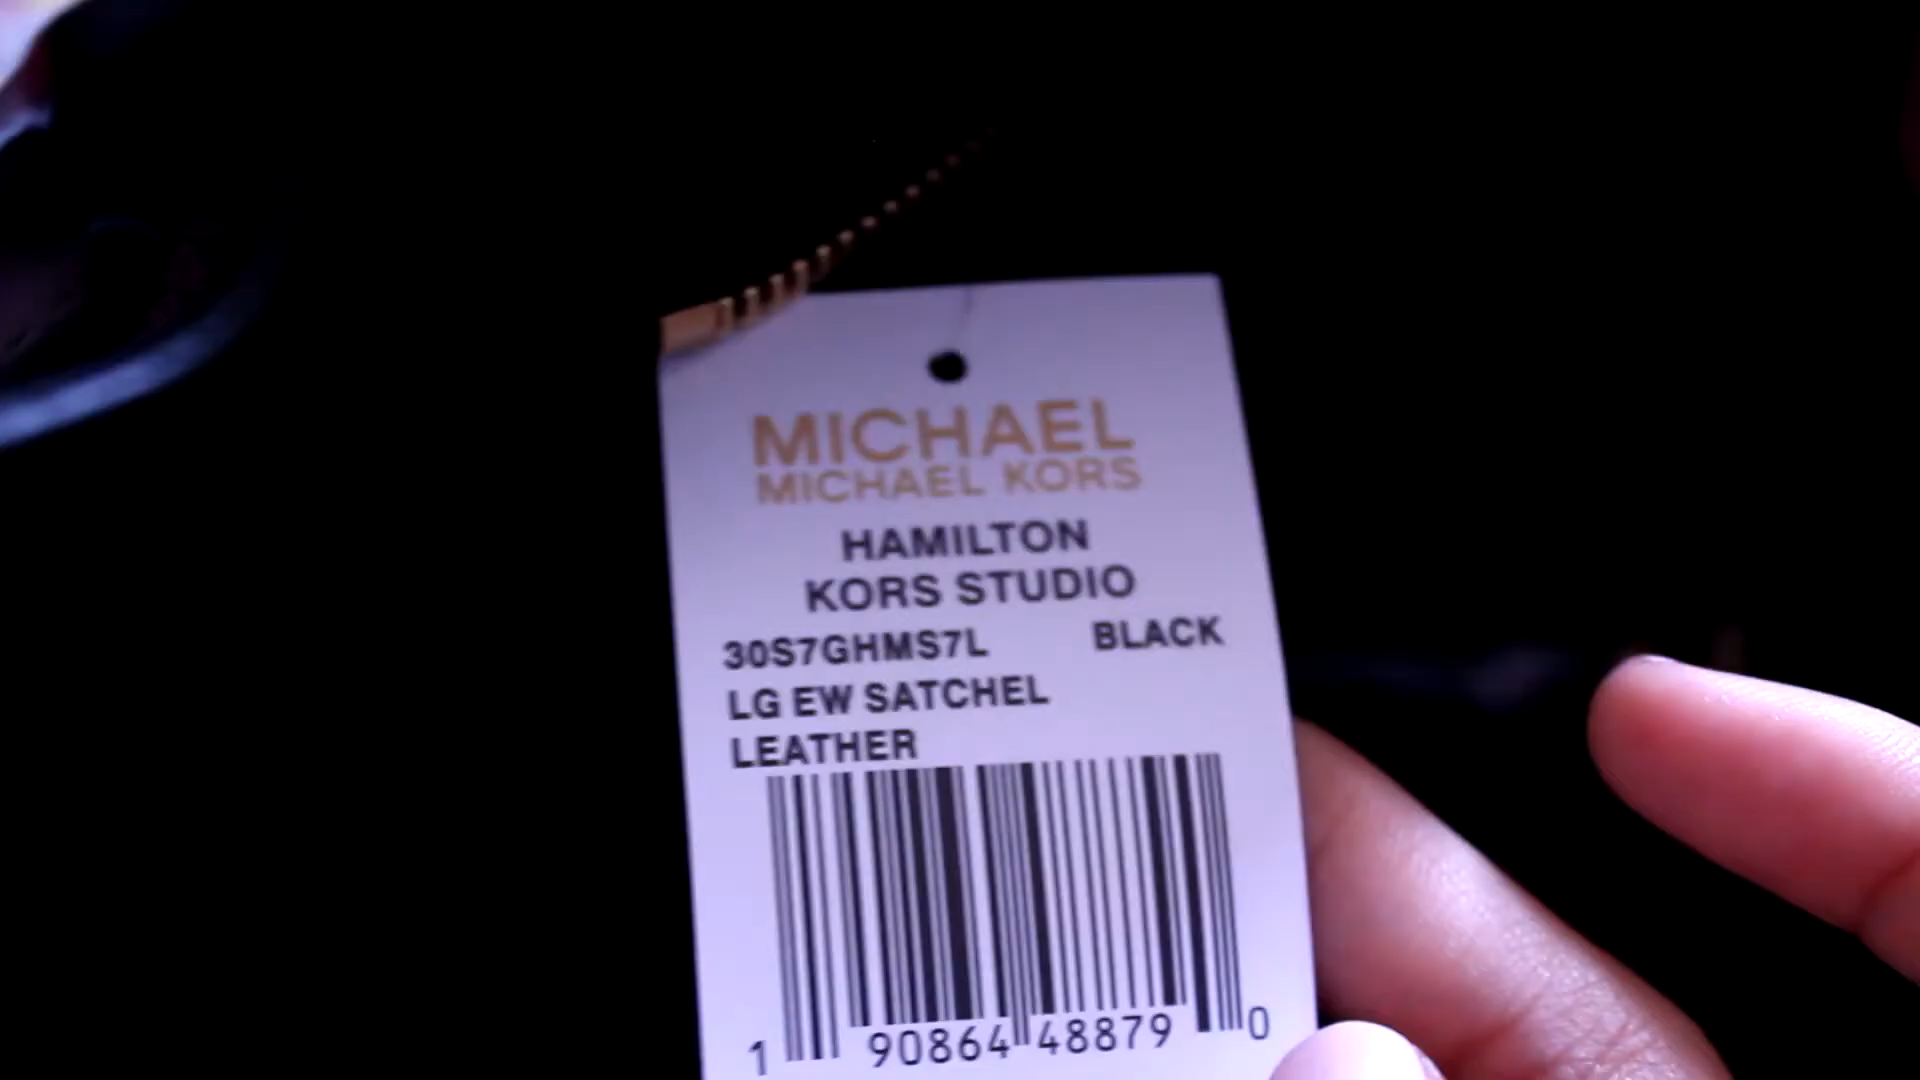 MICHAEL
MICHAEL KORS
HAMILTON
KORS STUDIO
30S7GHMS7L BLACK
LG EW SATCHEL
LEATHER
1 90864 48879 0